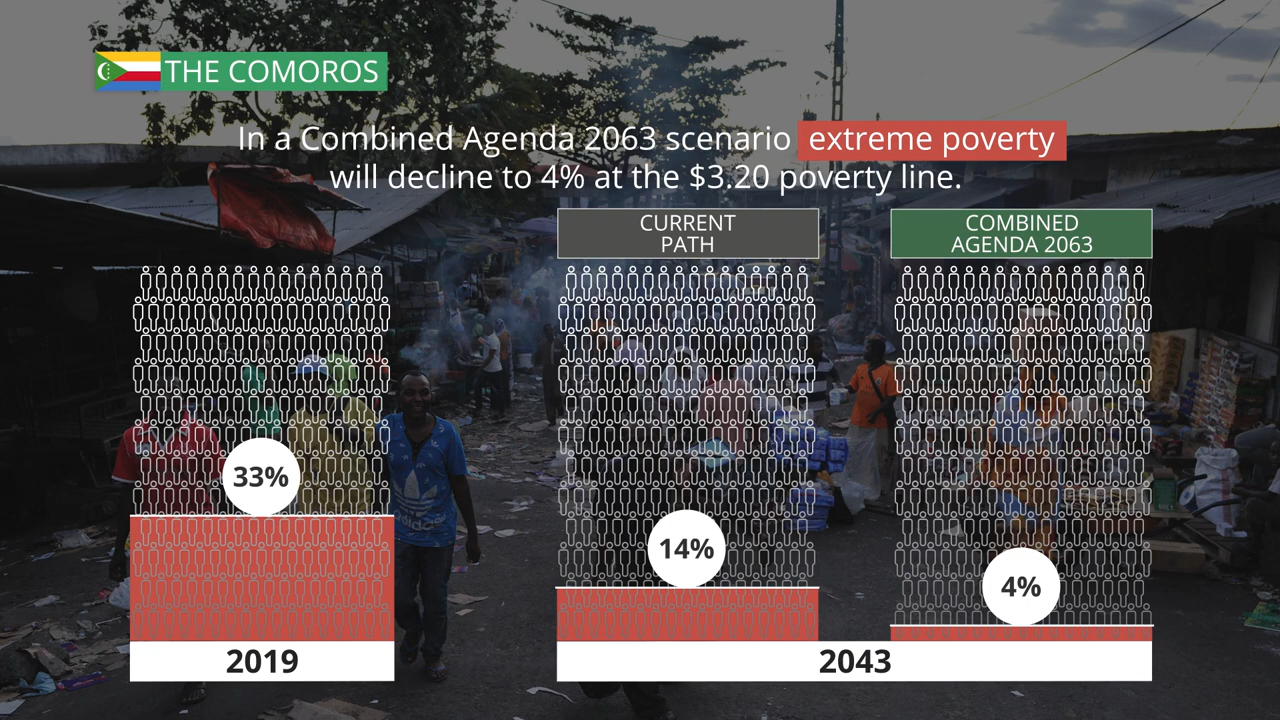 THE COMOROS
In a Combined Agenda 2063 scenario extreme poverty
will decline to 4% at the $3.20 poverty line.
CURRENT
PATH
COMBINED
AGENDA 2063
33%
14%
4%
adidas
2019
2043